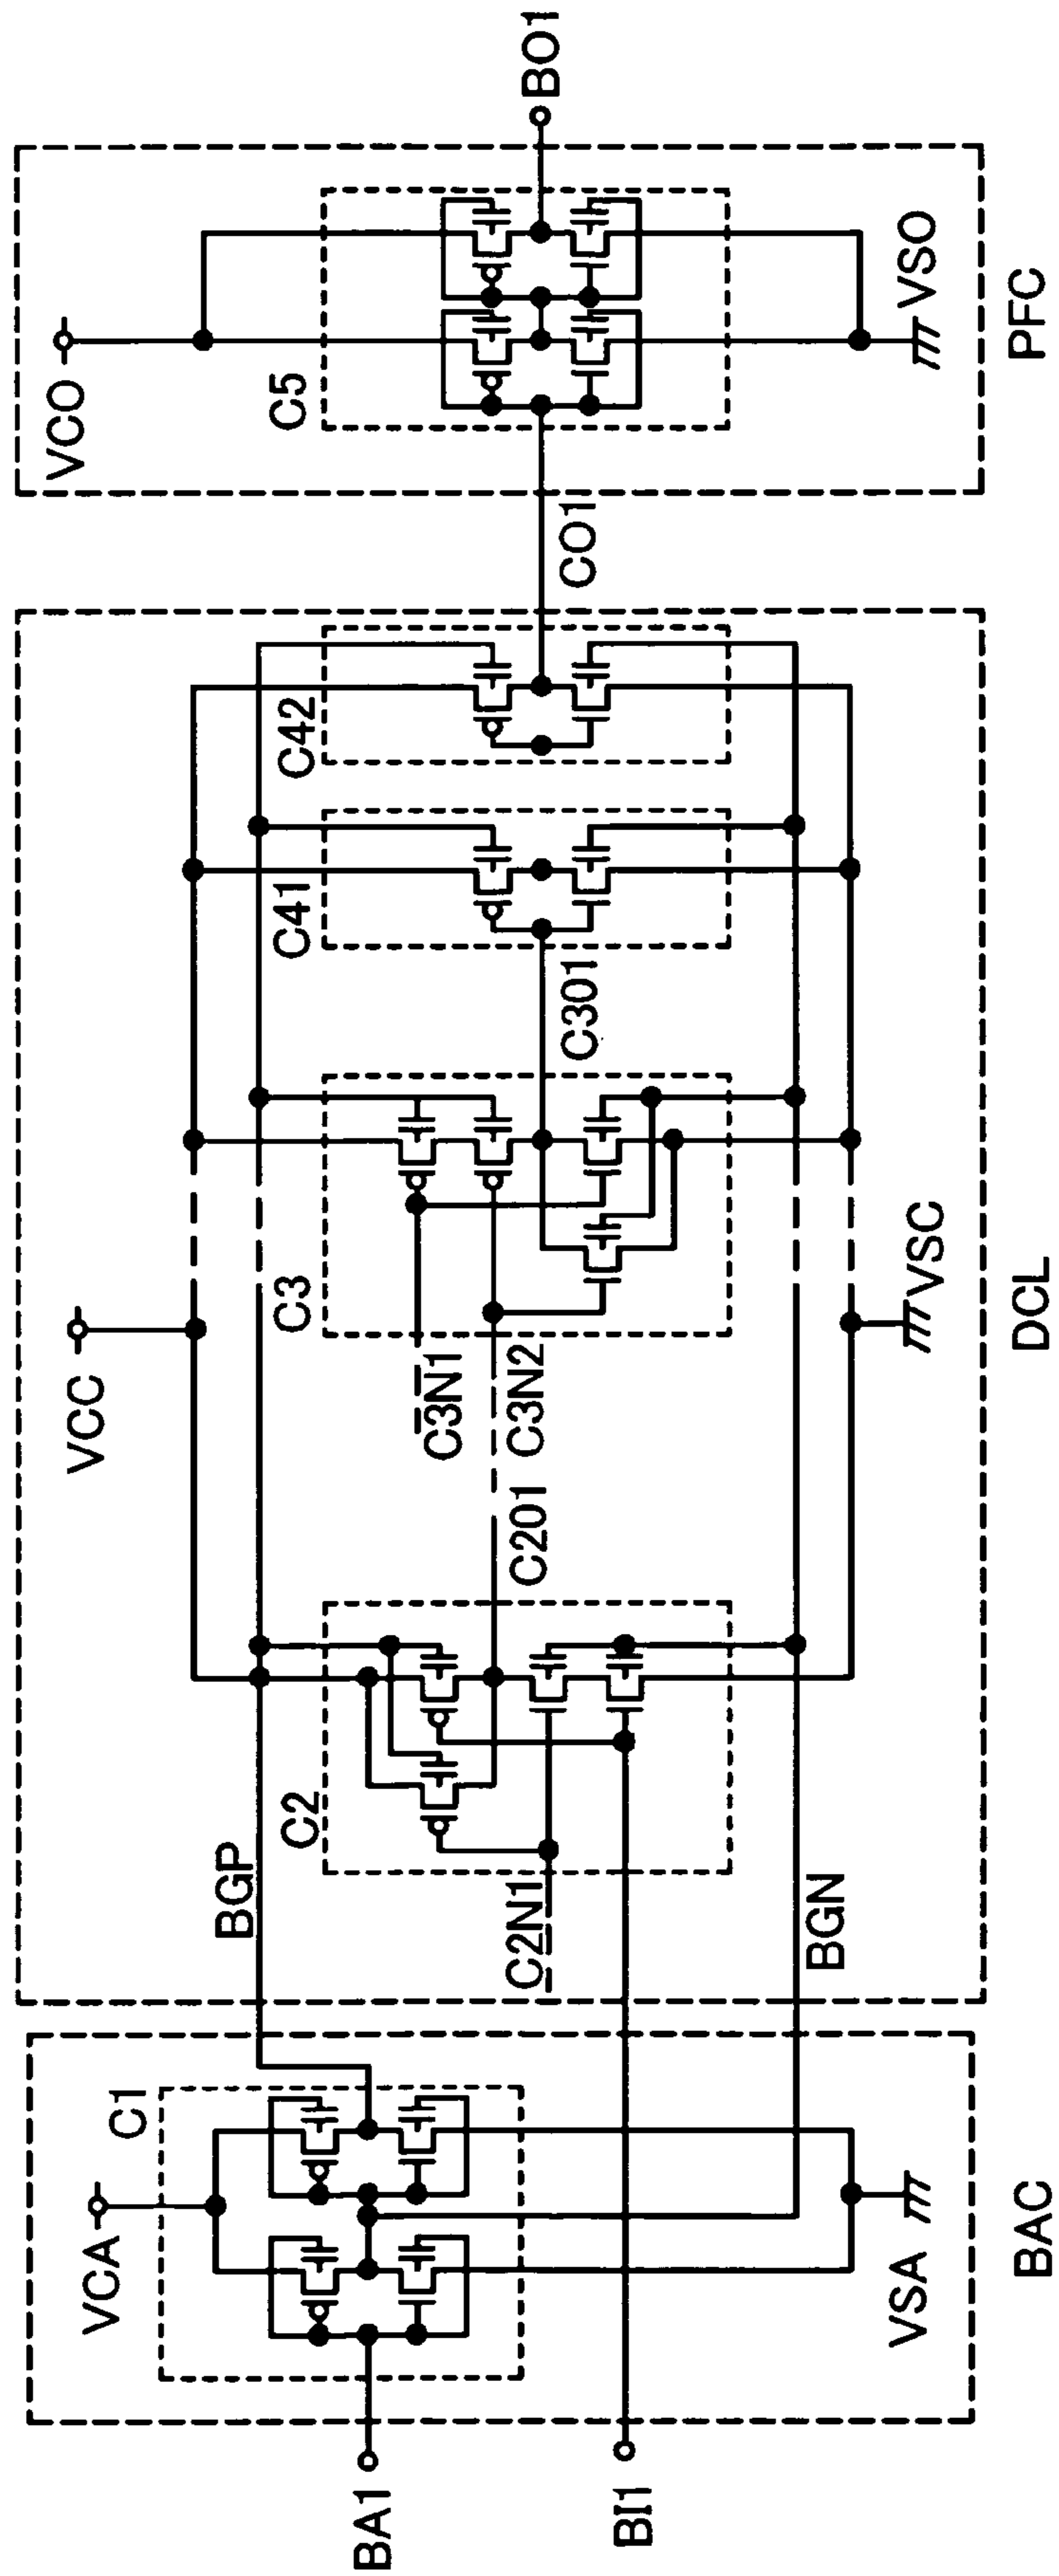 BA1
BI1
VCA
C1
VSA
BAC
BGP
BGN
C2
C2N1
C201
VCC
C3N1
C3N2
C3
C301
VSC
DCL
C41
C42
CO1
VCO
C5
VSO
PFC
BO1